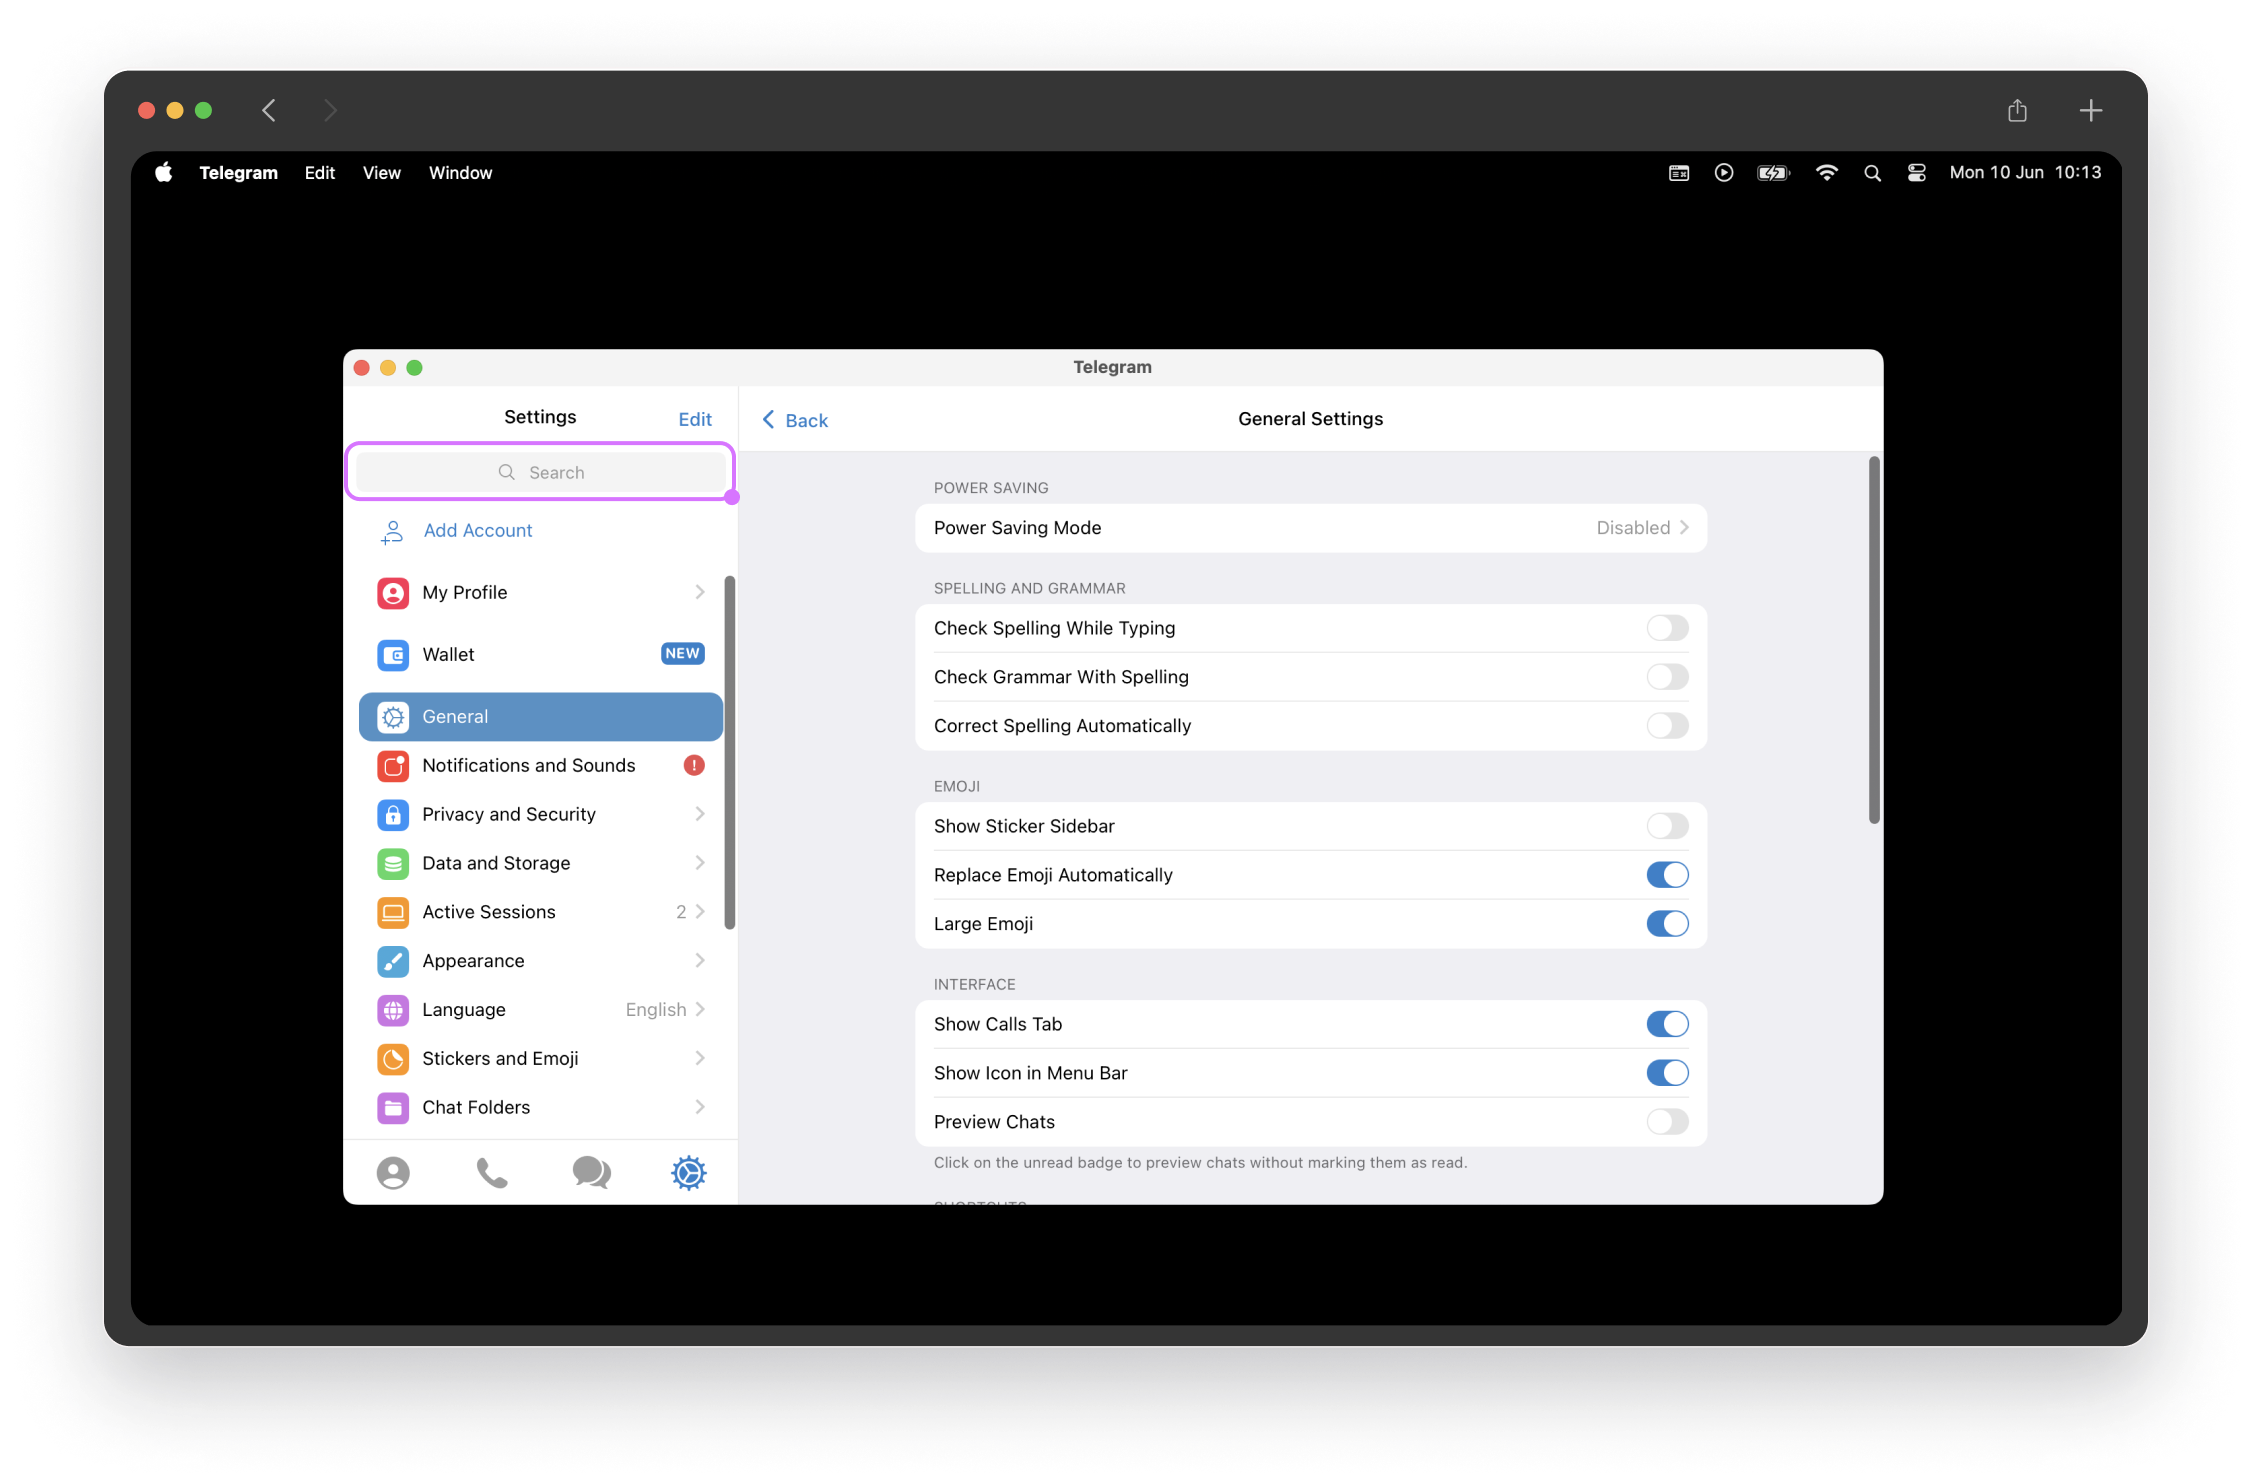 Telegram Edit View Window Mon 10 Jun 10:13
Telegram
Settings Edit
Search
Add Account
My Profile
Wallet NEW
General
Notifications and Sounds !
Privacy and Security
Data and Storage
Active Sessions 2
Appearance
Language English
Stickers and Emoji
Chat Folders
Back General Settings
POWER SAVING
Power Saving Mode Disabled
SPELLING AND GRAMMAR
Check Spelling While Typing
Check Grammar With Spelling
Correct Spelling Automatically
EMOJI
Show Sticker Sidebar
Replace Emoji Automatically
Large Emoji
INTERFACE
Show Calls Tab
Show Icon in Menu Bar
Preview Chats
Click on the unread badge to preview chats without marking them as read.
SHORTCUTS